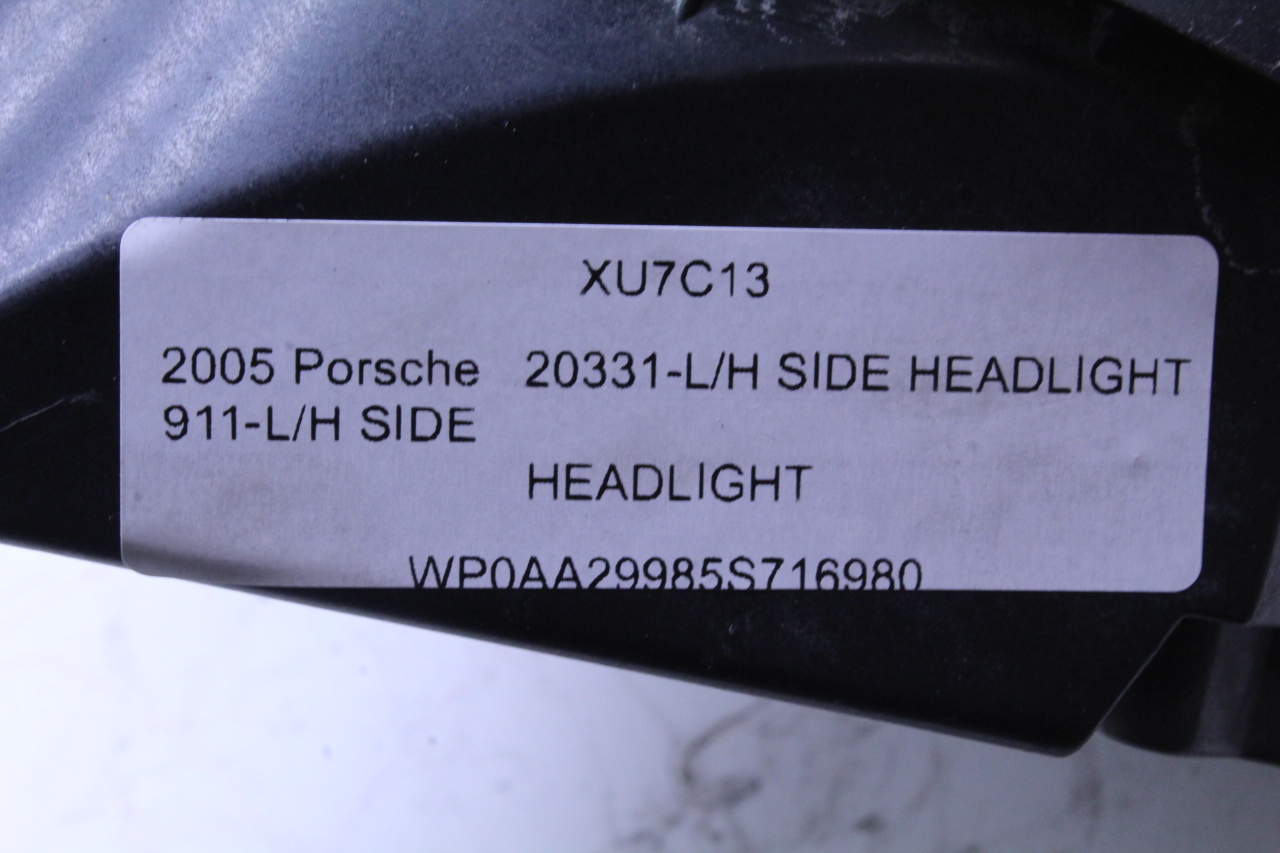 XU7C13
2005 Porsche 20331-L/H SIDE HEADLIGHT
911-L/H SIDE
HEADLIGHT
WP0AA29985S716980